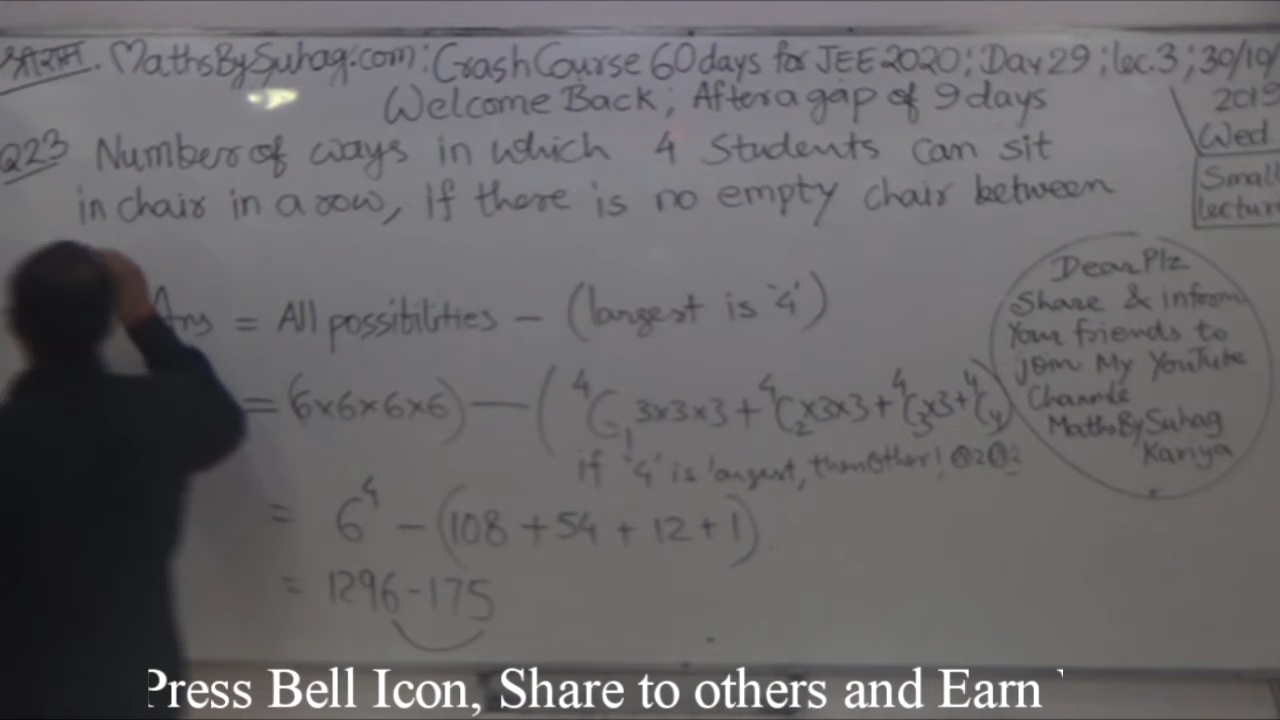 श्रीराम. MathsBySuhag.com: Crash Course 60 days for JEE 2020; Day 29; lec.3; 30/10/
2019
Welcome Back, After a gap of 9 days
Wed
Small
lecture
Q23 Number of ways in which 4 Students can sit
in chair in a row, If there is no empty chair between
Ans = All possibilities - (largest is '4')
= (6×6×6×6) - (⁴C₁ 3×3×3 + ⁴C₂×3×3 + ⁴C₃×3 + ⁴C₄)
if '4' is largest, then other 1
= 6⁴ - (108 + 54 + 12 + 1)
= 1296 - 175
Dear Plz
Share & inform
Your friends to
join My YouTube
Channel
MathsBySuhag
Kariya
Press Bell Icon, Share to others and Earn